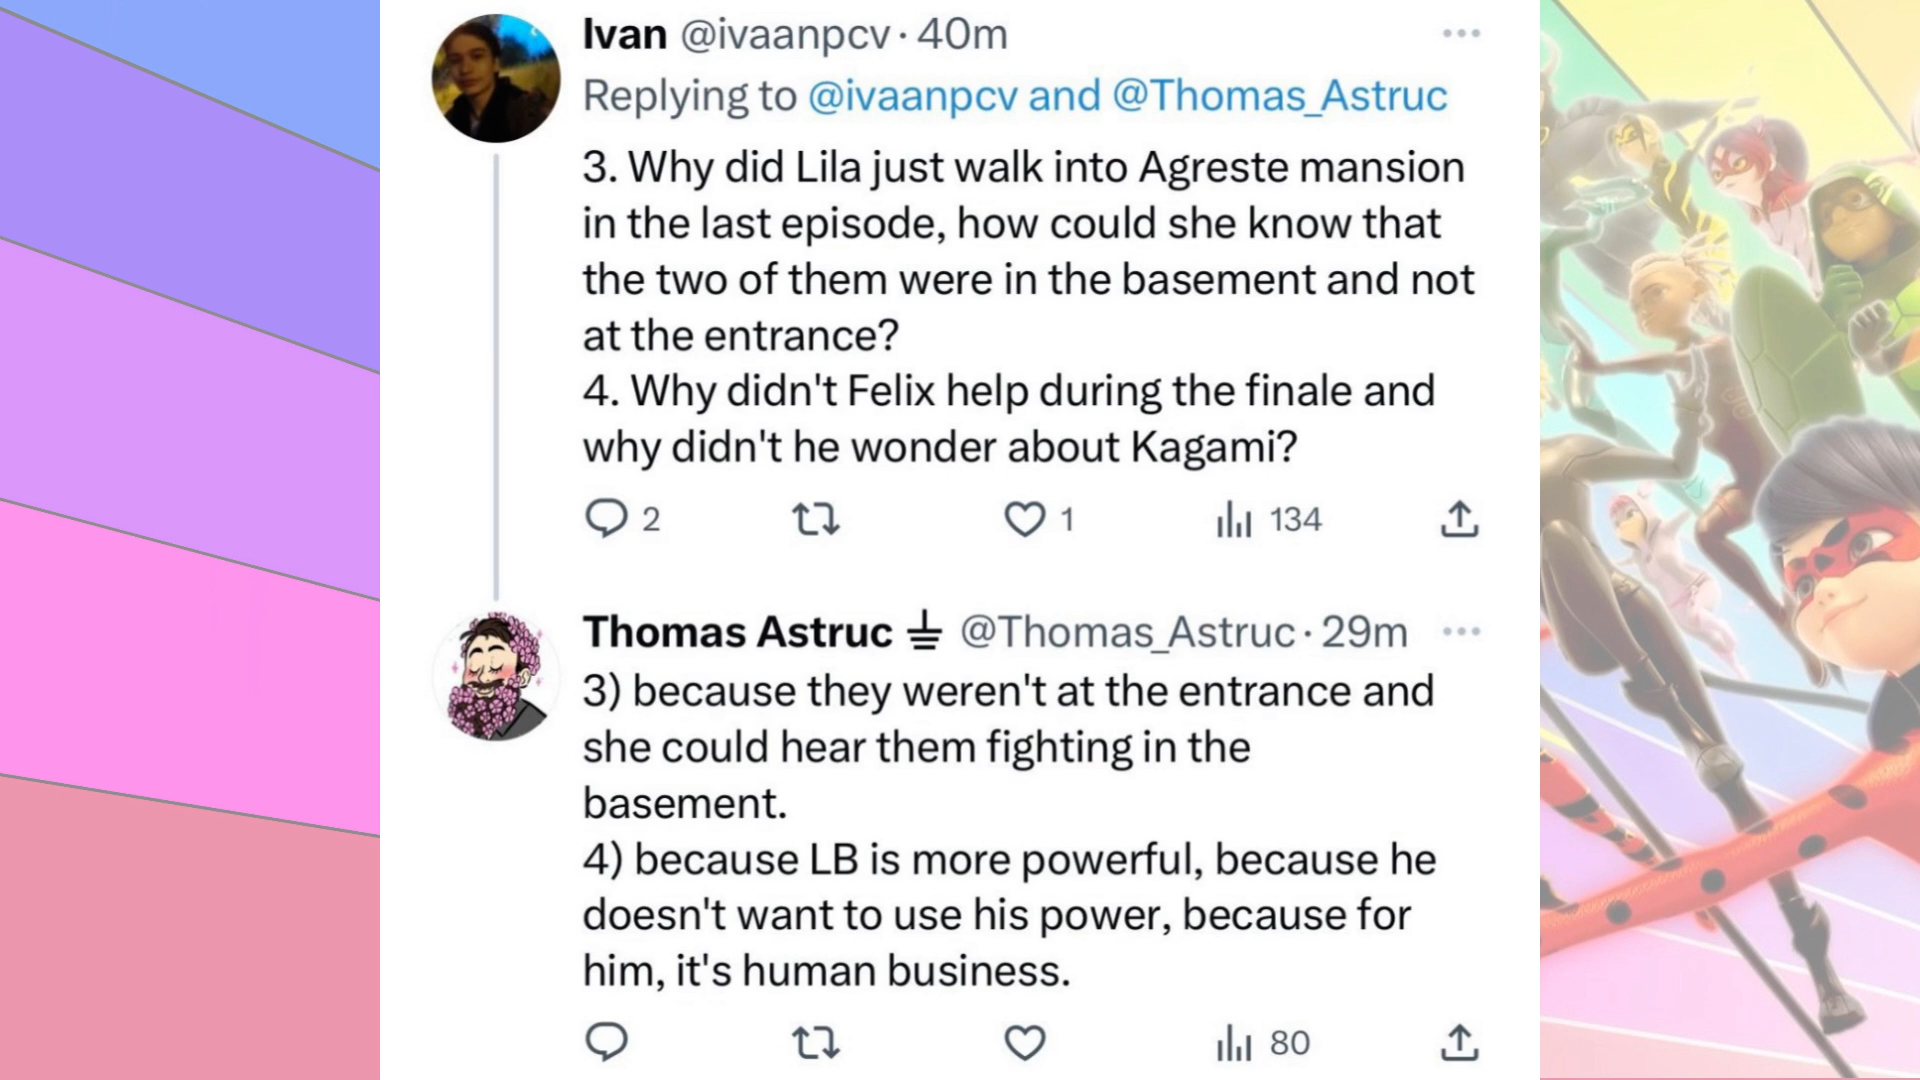 Ivan @ivaanpcv · 40m
Replying to @ivaanpcv and @Thomas_Astruc
3. Why did Lila just walk into Agreste mansion
in the last episode, how could she know that
the two of them were in the basement and not
at the entrance?
4. Why didn't Felix help during the finale and
why didn't he wonder about Kagami?
2 1 134
Thomas Astruc ⏚ @Thomas_Astruc · 29m
3) because they weren't at the entrance and
she could hear them fighting in the
basement.
4) because LB is more powerful, because he
doesn't want to use his power, because for
him, it's human business.
80